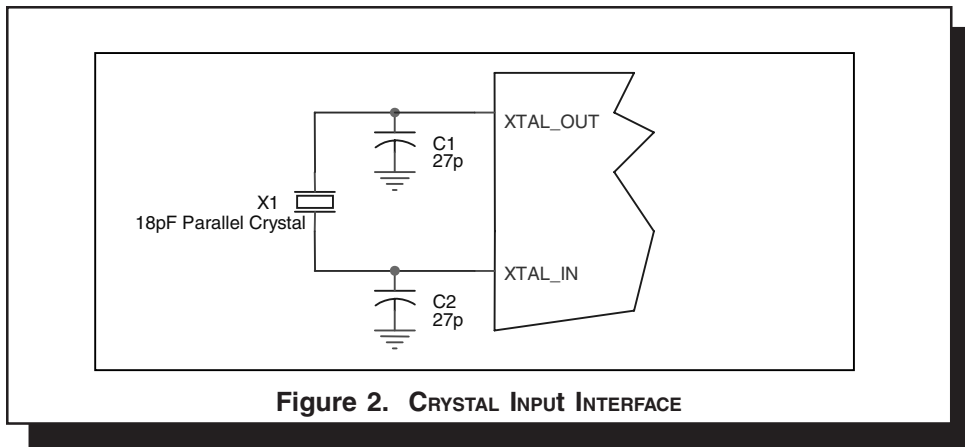 XTAL_OUT
C1
27p
X1
18pF Parallel Crystal
XTAL_IN
C2
27p
Figure 2. CRYSTAL INPUt INTERFACE